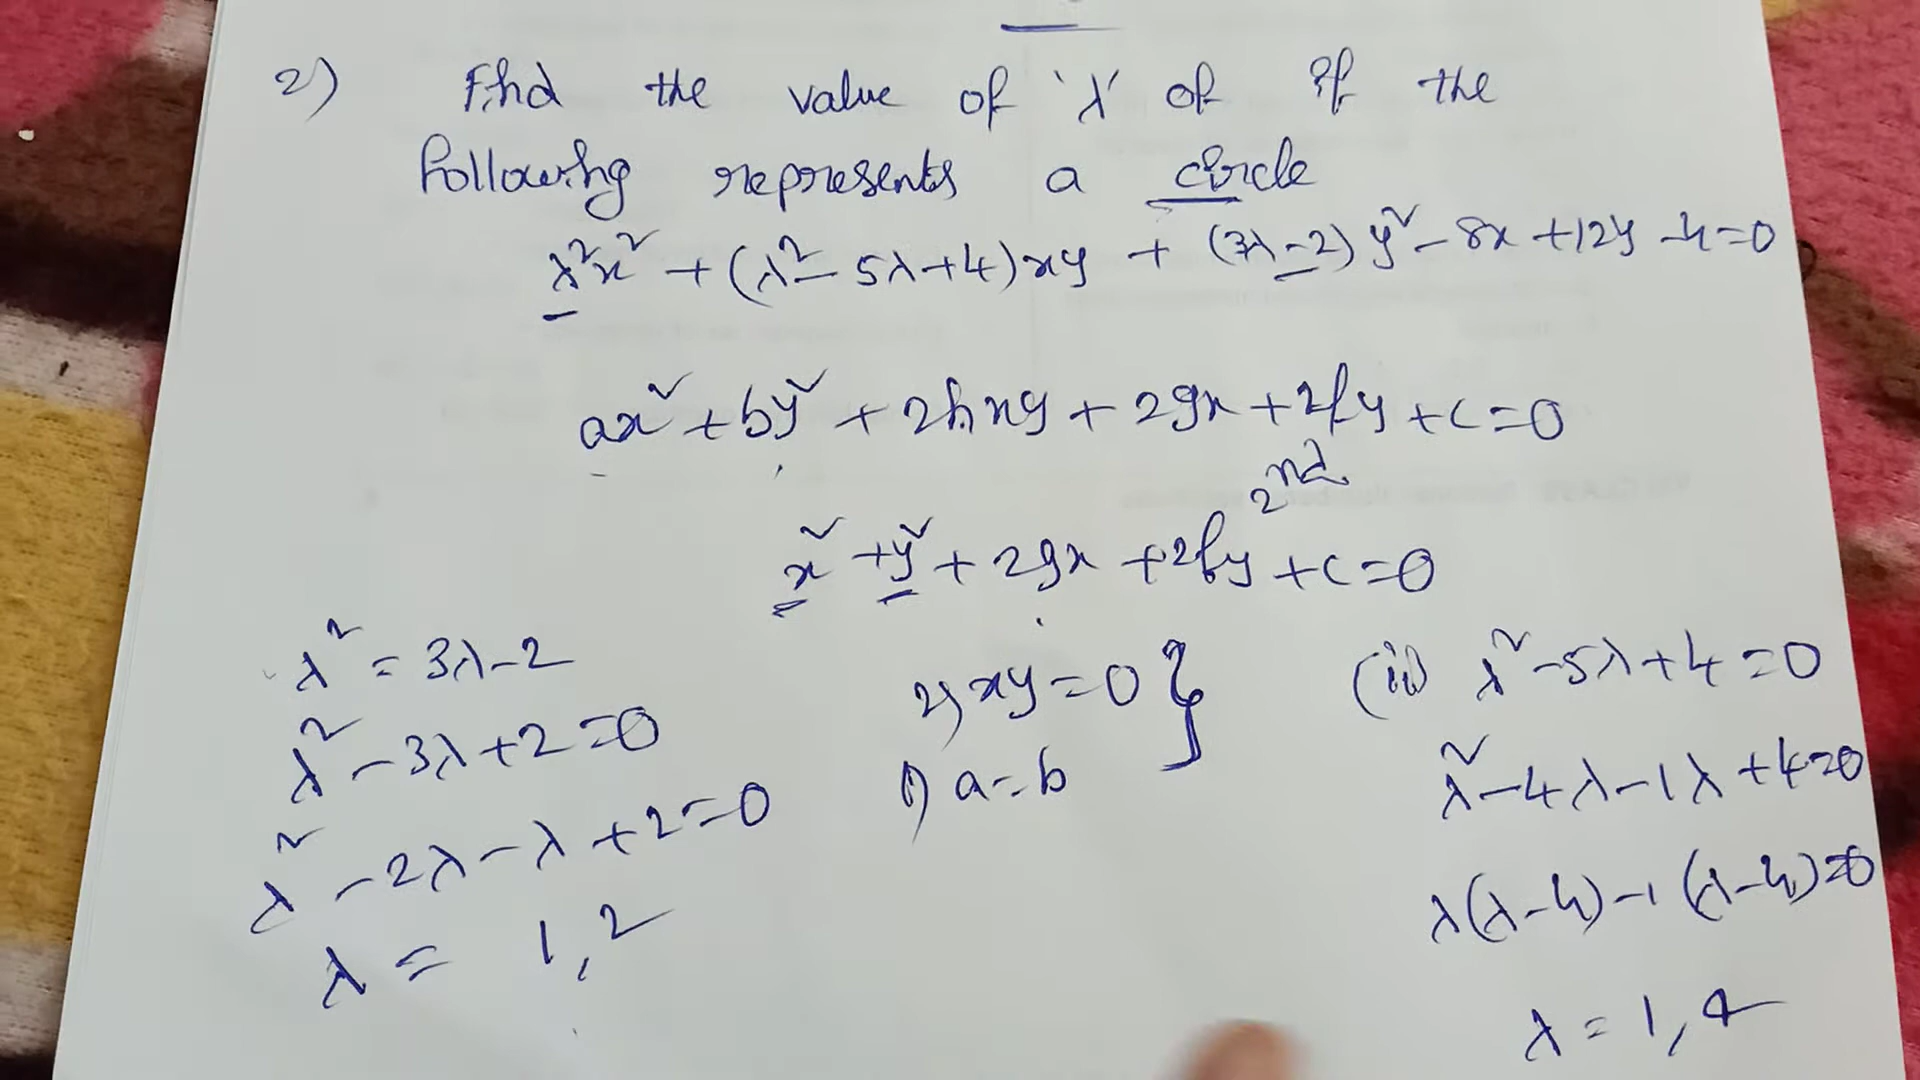 2) Find the value of 'λ' of if the
following represents a circle
λ²x² + (λ²-5λ+4)xy + (3λ-2)y² - 8x + 12y - 4 = 0
ax² + by² + 2hxy + 2gx + 2fy + c = 0
2nd
x² + y² + 2gx + 2fy + c = 0
λ² = 3λ-2
λ² - 3λ + 2 = 0
λ² - 2λ - λ + 2 = 0
λ = 1, 2
2) xy = 0 }
1) a = b
(ii) λ² - 5λ + 4 = 0
λ² - 4λ - 1λ + 4 = 0
λ(λ-4) - 1(λ-4) = 0
λ = 1, 4